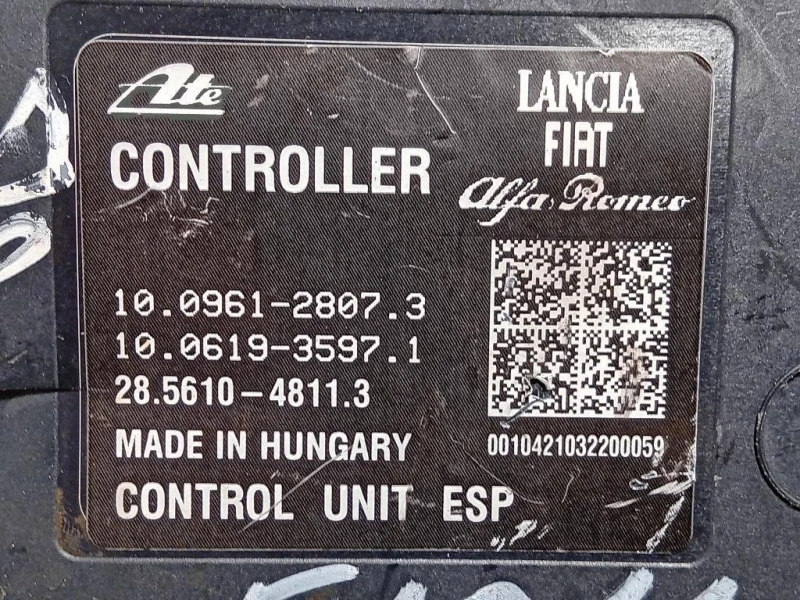 Ate
LANCIA
FIAT
Alfa Romeo
CONTROLLER
10.0961-2807.3
10.0619-3597.1
28.5610-4811.3
MADE IN HUNGARY
0010421032200059
CONTROL UNIT ESP